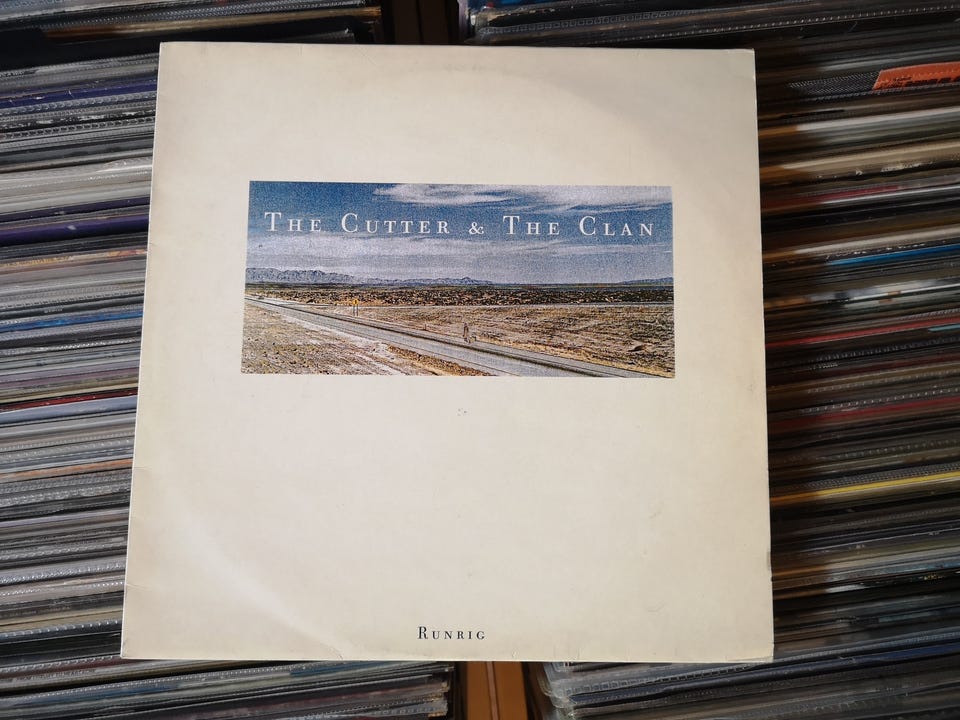 The Cutter & The Clan
Runrig